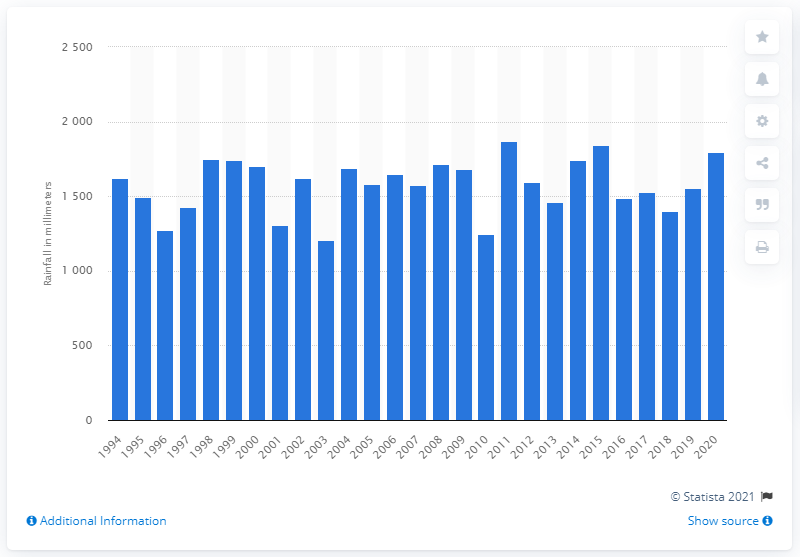 2 500
2 000
1 500
1 000
500
0
Rainfall in millimeters
1994 1995 1996 1997 1998 1999 2000 2001 2002 2003 2004 2005 2006 2007 2008 2009 2010 2011 2012 2013 2014 2015 2016 2017 2018 2019 2020
© Statista 2021
Additional Information
Show source